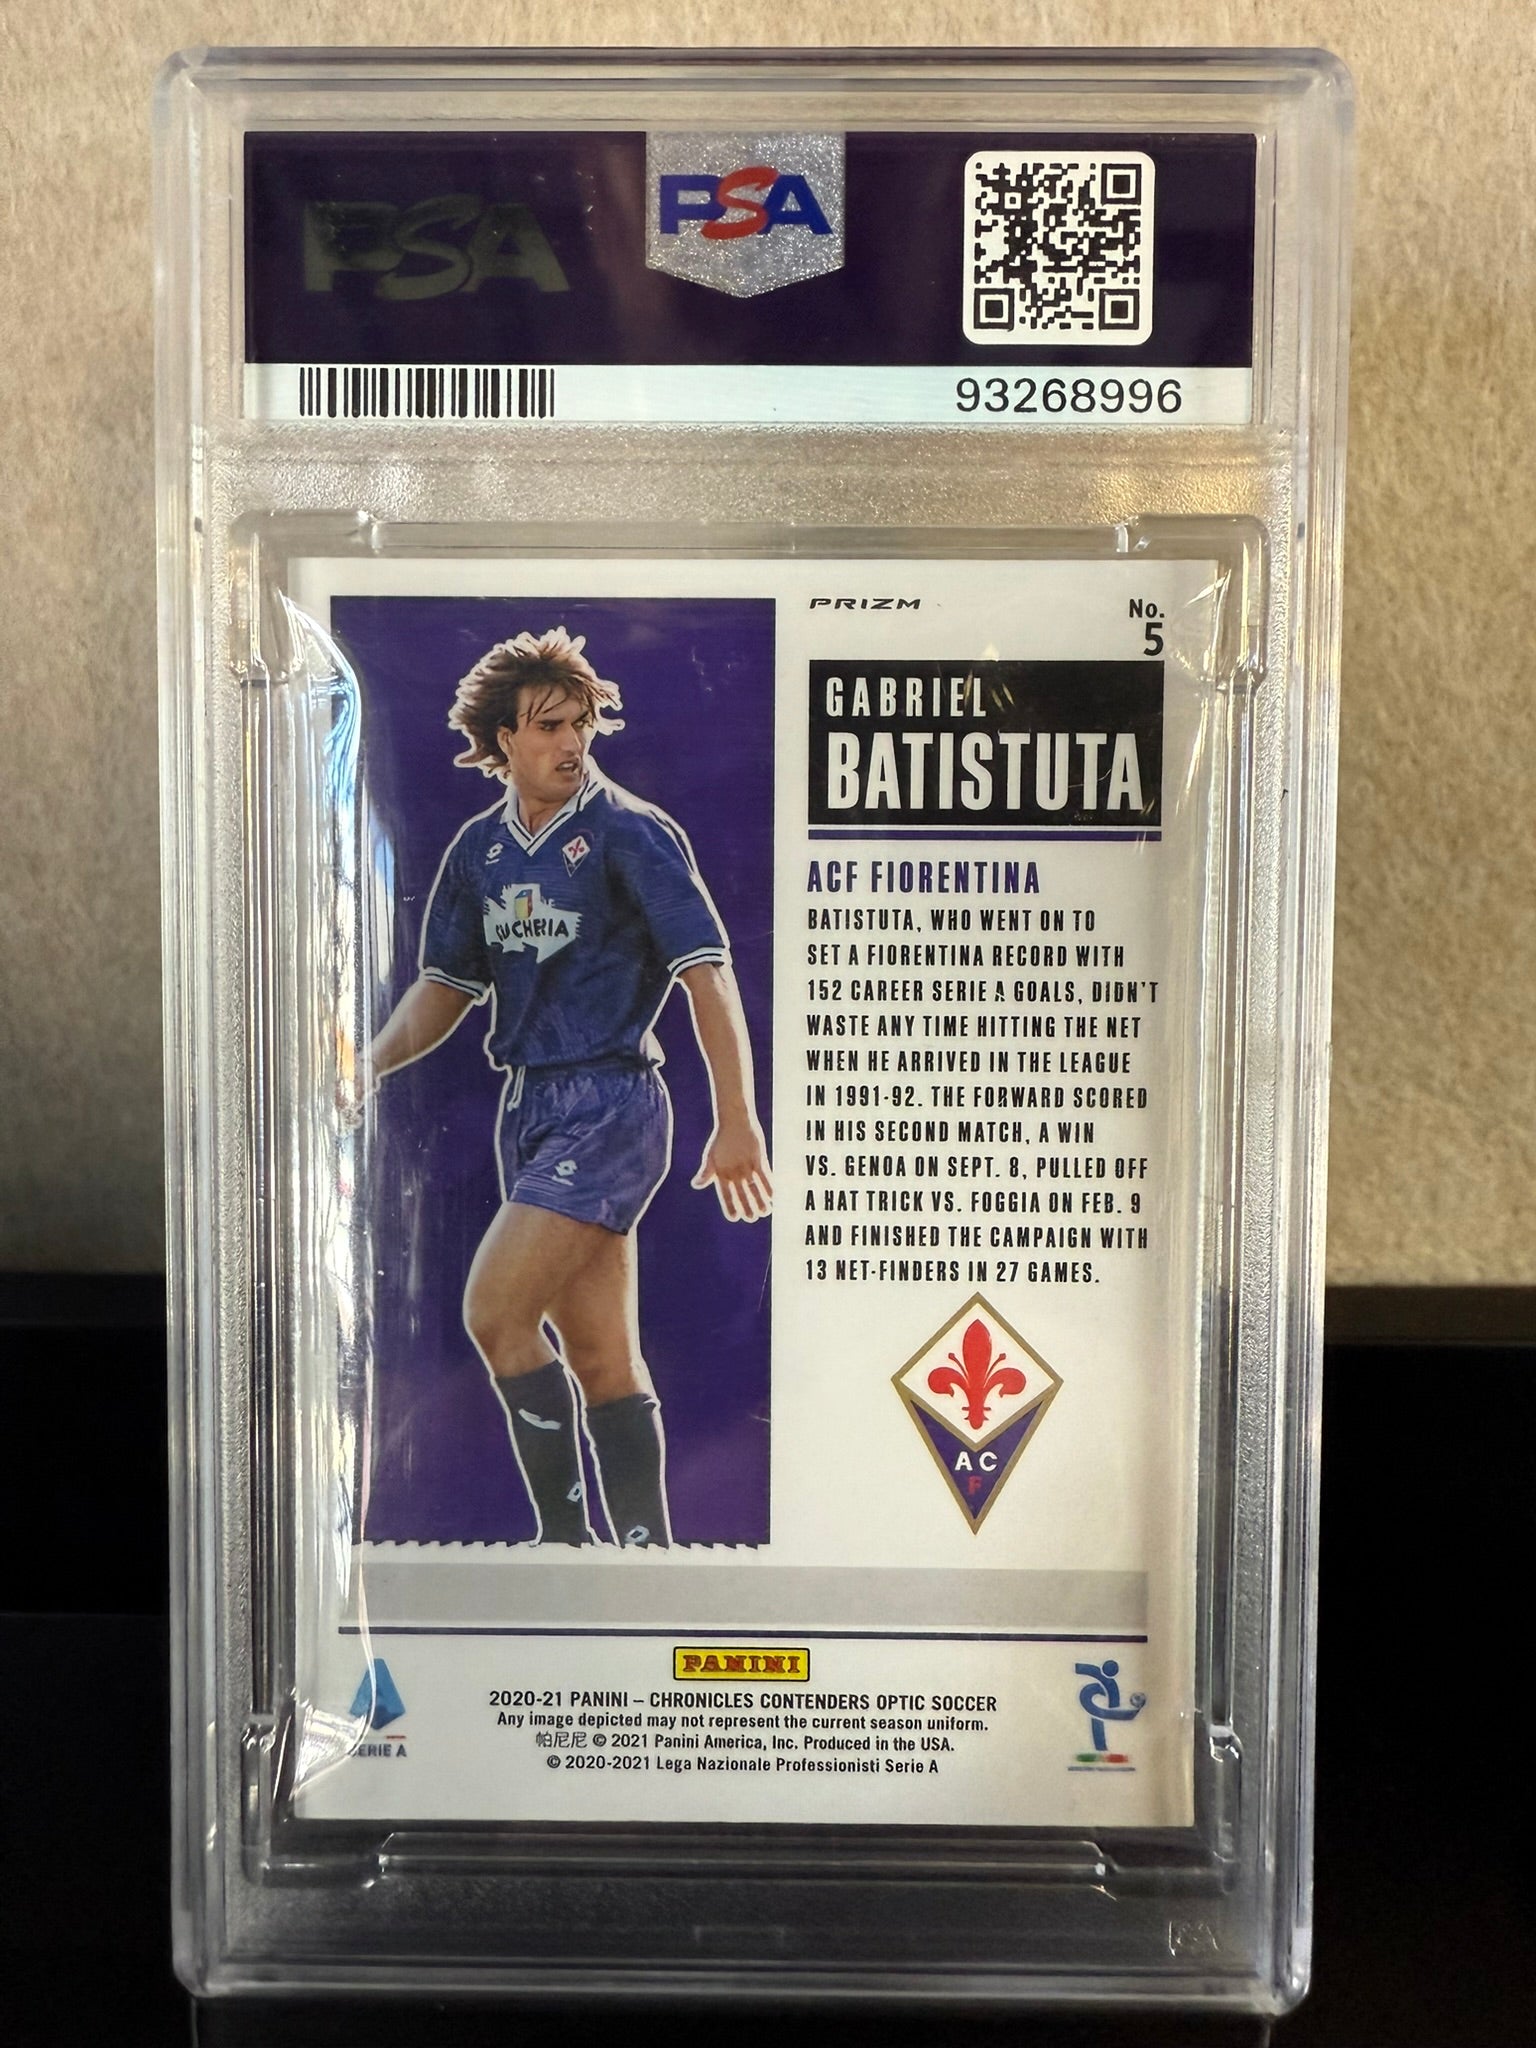 PSA
PSA
93268996
PRIZM
No.
5
GABRIEL
BATISTUTA
ACF FIORENTINA
BATISTUTA, WHO WENT ON TO
SET A FIORENTINA RECORD WITH
152 CAREER SERIE A GOALS, DIDN'T
WASTE ANY TIME HITTING THE NET
WHEN HE ARRIVED IN THE LEAGUE
IN 1991-92. THE FORWARD SCORED
IN HIS SECOND MATCH, A WIN
VS. GENOA ON SEPT. 8, PULLED OFF
A HAT TRICK VS. FOGGIA ON FEB. 9
AND FINISHED THE CAMPAIGN WITH
13 NET-FINDERS IN 27 GAMES.
AC
F
PANINI
SERIE A
2020-21 PANINI – CHRONICLES CONTENDERS OPTIC SOCCER
Any image depicted may not represent the current season uniform.
帕尼尼 © 2021 Panini America, Inc. Produced in the USA.
© 2020-2021 Lega Nazionale Professionisti Serie A